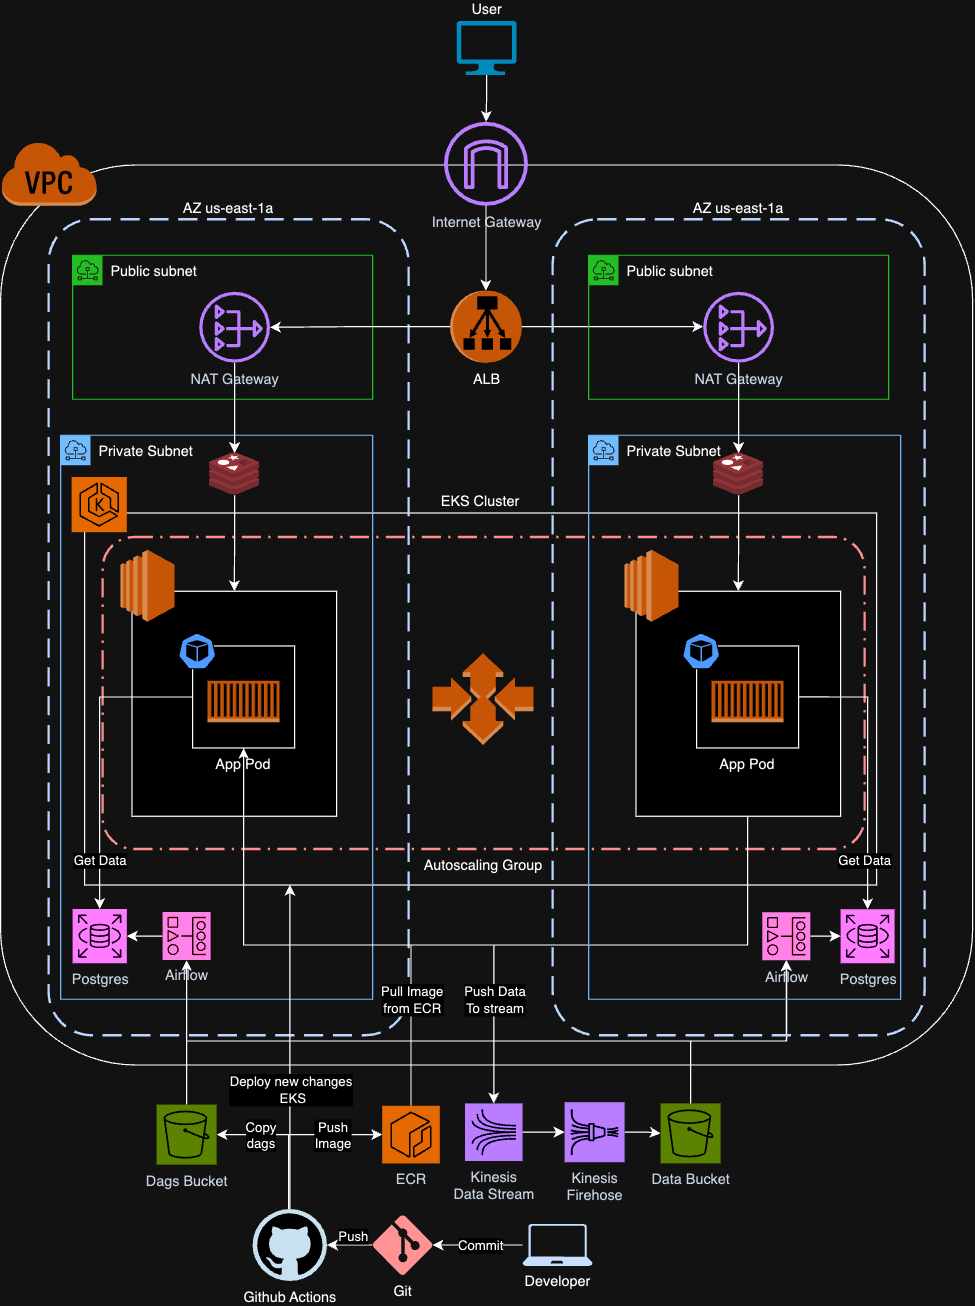 User
VPC
Internet Gateway
AZ us-east-1a
AZ us-east-1a
Public subnet
Public subnet
NAT Gateway
ALB
NAT Gateway
Private Subnet
Private Subnet
K
EKS Cluster
App Pod
App Pod
Get Data
Autoscaling Group
Get Data
Postgres
Airflow
Airflow
Postgres
Pull Image
from ECR
Push Data
To stream
Deploy new changes
EKS
Copy
dags
Push
Image
Dags Bucket
ECR
Kinesis
Data Stream
Kinesis
Firehose
Data Bucket
Push
Commit
Github Actions
Git
Developer